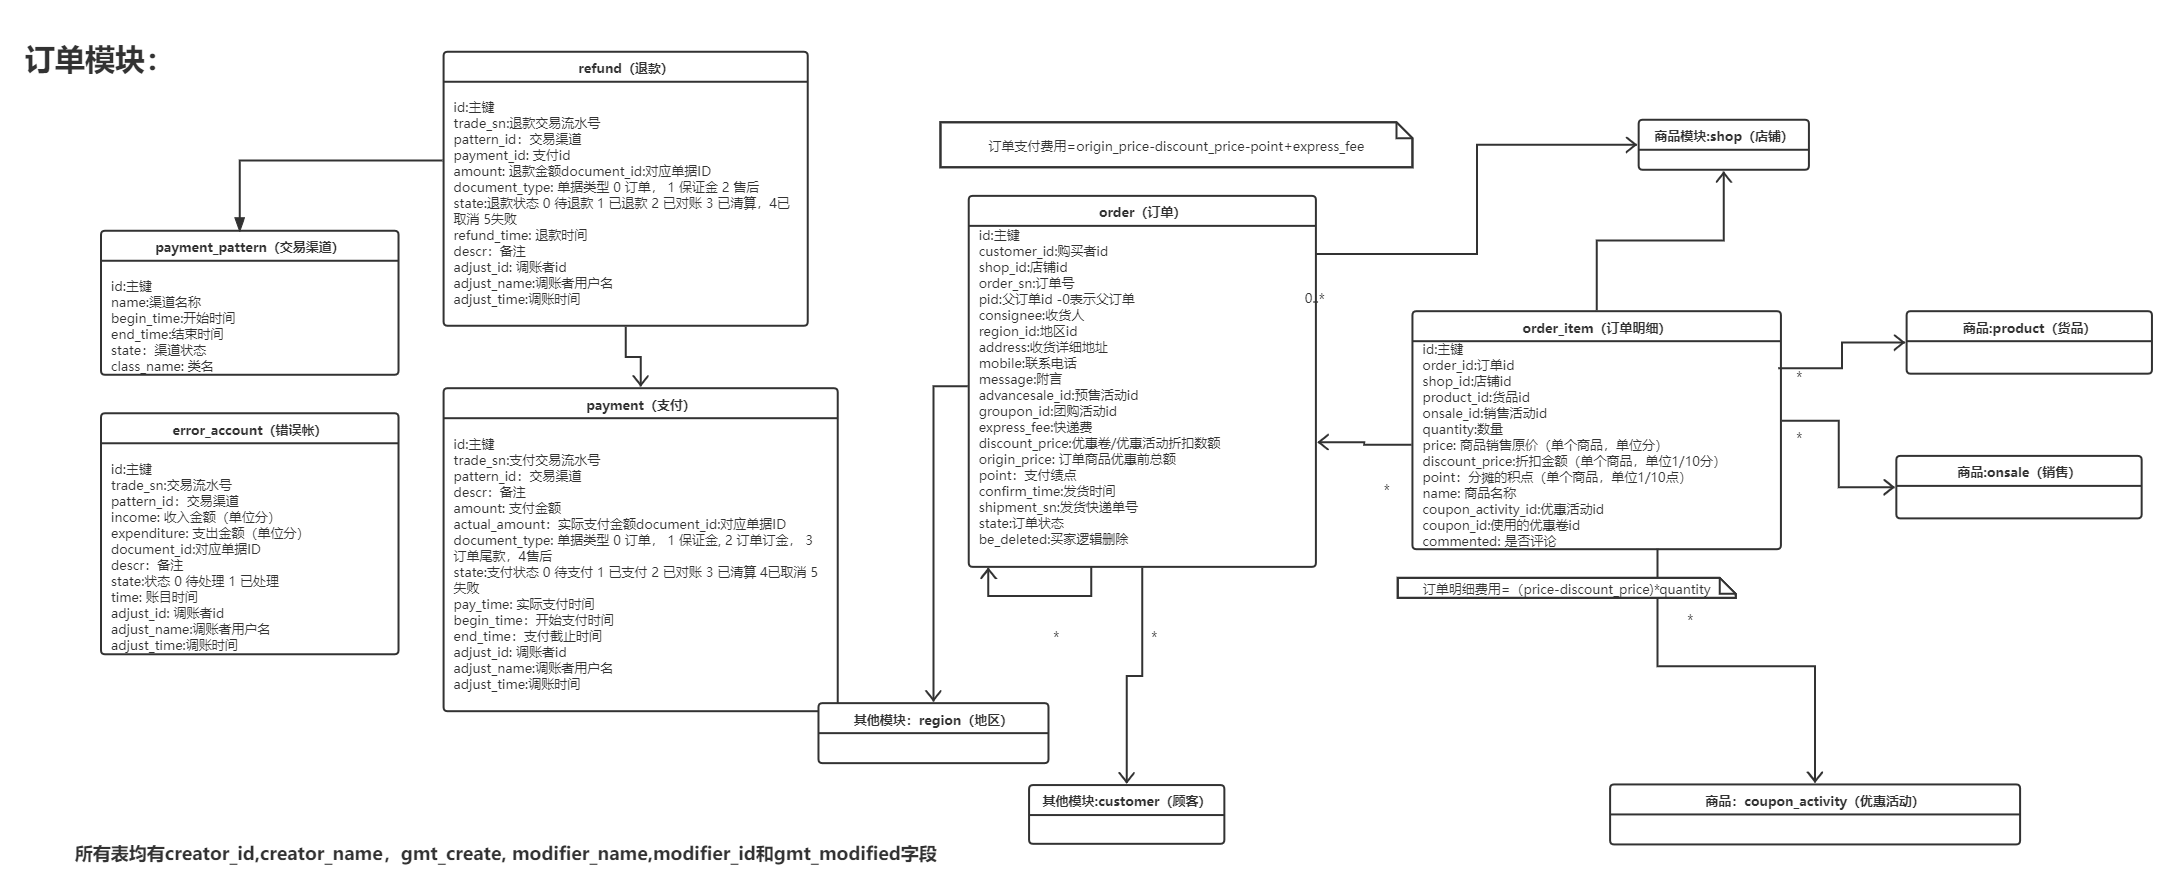 订单模块：
refund（退款）
id:主键
trade_sn:退款交易流水号
pattern_id：交易渠道
payment_id: 支付id
amount: 退款金额document_id:对应单据ID
document_type: 单据类型 0 订单， 1 保证金 2 售后
state:退款状态 0 待退款 1 已退款 2 已对账 3 已清算，4已
取消 5失败
refund_time: 退款时间
descr：备注
adjust_id: 调账者id
adjust_name:调账者用户名
adjust_time:调账时间
payment_pattern（交易渠道）
id:主键
name:渠道名称
begin_time:开始时间
end_time:结束时间
state：渠道状态
class_name: 类名
error_account（错误帐）
id:主键
trade_sn:交易流水号
pattern_id：交易渠道
income: 收入金额（单位分）
expenditure: 支出金额（单位分）
document_id:对应单据ID
descr：备注
state:状态 0 待处理 1 已处理
time: 账目时间
adjust_id: 调账者id
adjust_name:调账者用户名
adjust_time:调账时间
payment（支付）
id:主键
trade_sn:支付交易流水号
pattern_id：交易渠道
descr：备注
amount: 支付金额
actual_amount：实际支付金额document_id:对应单据ID
document_type: 单据类型 0 订单， 1 保证金, 2 订单订金， 3
订单尾款，4售后
state:支付状态 0 待支付 1 已支付 2 已对账 3 已清算 4已取消 5
失败
pay_time: 实际支付时间
begin_time：开始支付时间
end_time：支付截止时间
adjust_id: 调账者id
adjust_name:调账者用户名
adjust_time:调账时间
订单支付费用=origin_price-discount_price-point+express_fee
order（订单）
id:主键
customer_id:购买者id
shop_id:店铺id
order_sn:订单号
pid:父订单id -0表示父订单
consignee:收货人
region_id:地区id
address:收货详细地址
mobile:联系电话
message:附言
advancesale_id:预售活动id
groupon_id:团购活动id
express_fee:快递费
discount_price:优惠卷/优惠活动折扣数额
origin_price: 订单商品优惠前总额
point：支付绩点
confirm_time:发货时间
shipment_sn:发货快递单号
state:订单状态
be_deleted:买家逻辑删除
0..*
商品模块:shop（店铺）
order_item（订单明细）
id:主键
order_id:订单id
shop_id:店铺id
product_id:货品id
onsale_id:销售活动id
quantity:数量
price: 商品销售原价（单个商品，单位分）
discount_price:折扣金额（单个商品，单位1/10分）
point：分摊的积点（单个商品，单位1/10点）
name: 商品名称
coupon_activity_id:优惠活动id
coupon_id:使用的优惠卷id
commented: 是否评论
商品:product（货品）
*
*
商品:onsale（销售）
*
订单明细费用=（price-discount_price)*quantity
*
*
*
其他模块：region（地区）
其他模块:customer（顾客）
商品：coupon_activity（优惠活动）
所有表均有creator_id,creator_name，gmt_create, modifier_name,modifier_id和gmt_modified字段